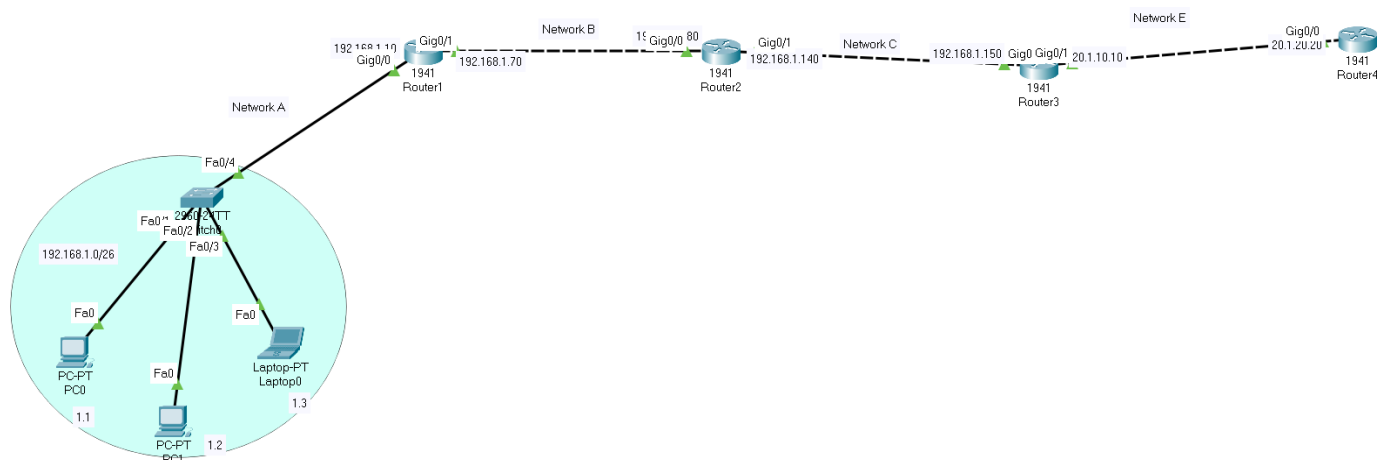 Network E
Gig0/0
20.1.20.20
1941
Router4
Network B
Gig0/0
80
Gig0/1
192.168.1.140
1941
Router2
Network C
192.168.1.150
Gig0/1
20.1.10.10
1941
Router3
192.168.1.10
Gig0/1
Gig0/0
192.168.1.70
1941
Router1
Network A
Fa0/4
Fa0/2
Fa0/3
192.168.1.0/26
Fa0
PC-PT
PC0
1.1
Fa0
PC-PT
PC1
1.2
Fa0
Laptop-PT
Laptop0
1.3